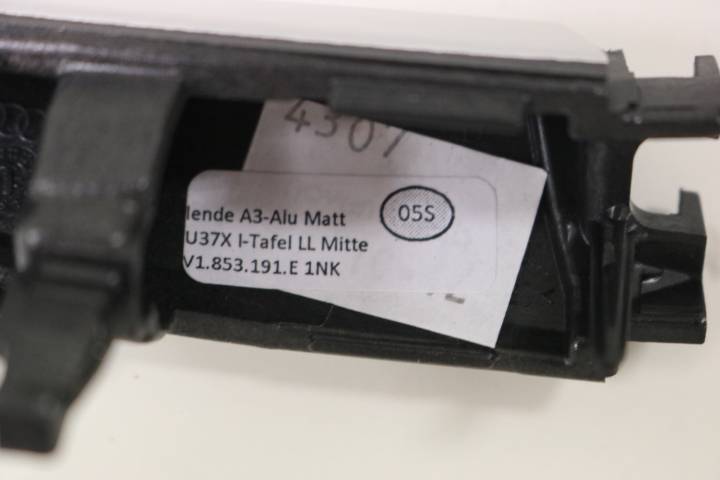 4307
lende A3-Alu Matt
05S
U37X I-Tafel LL Mitte
V1.853.191.E 1NK